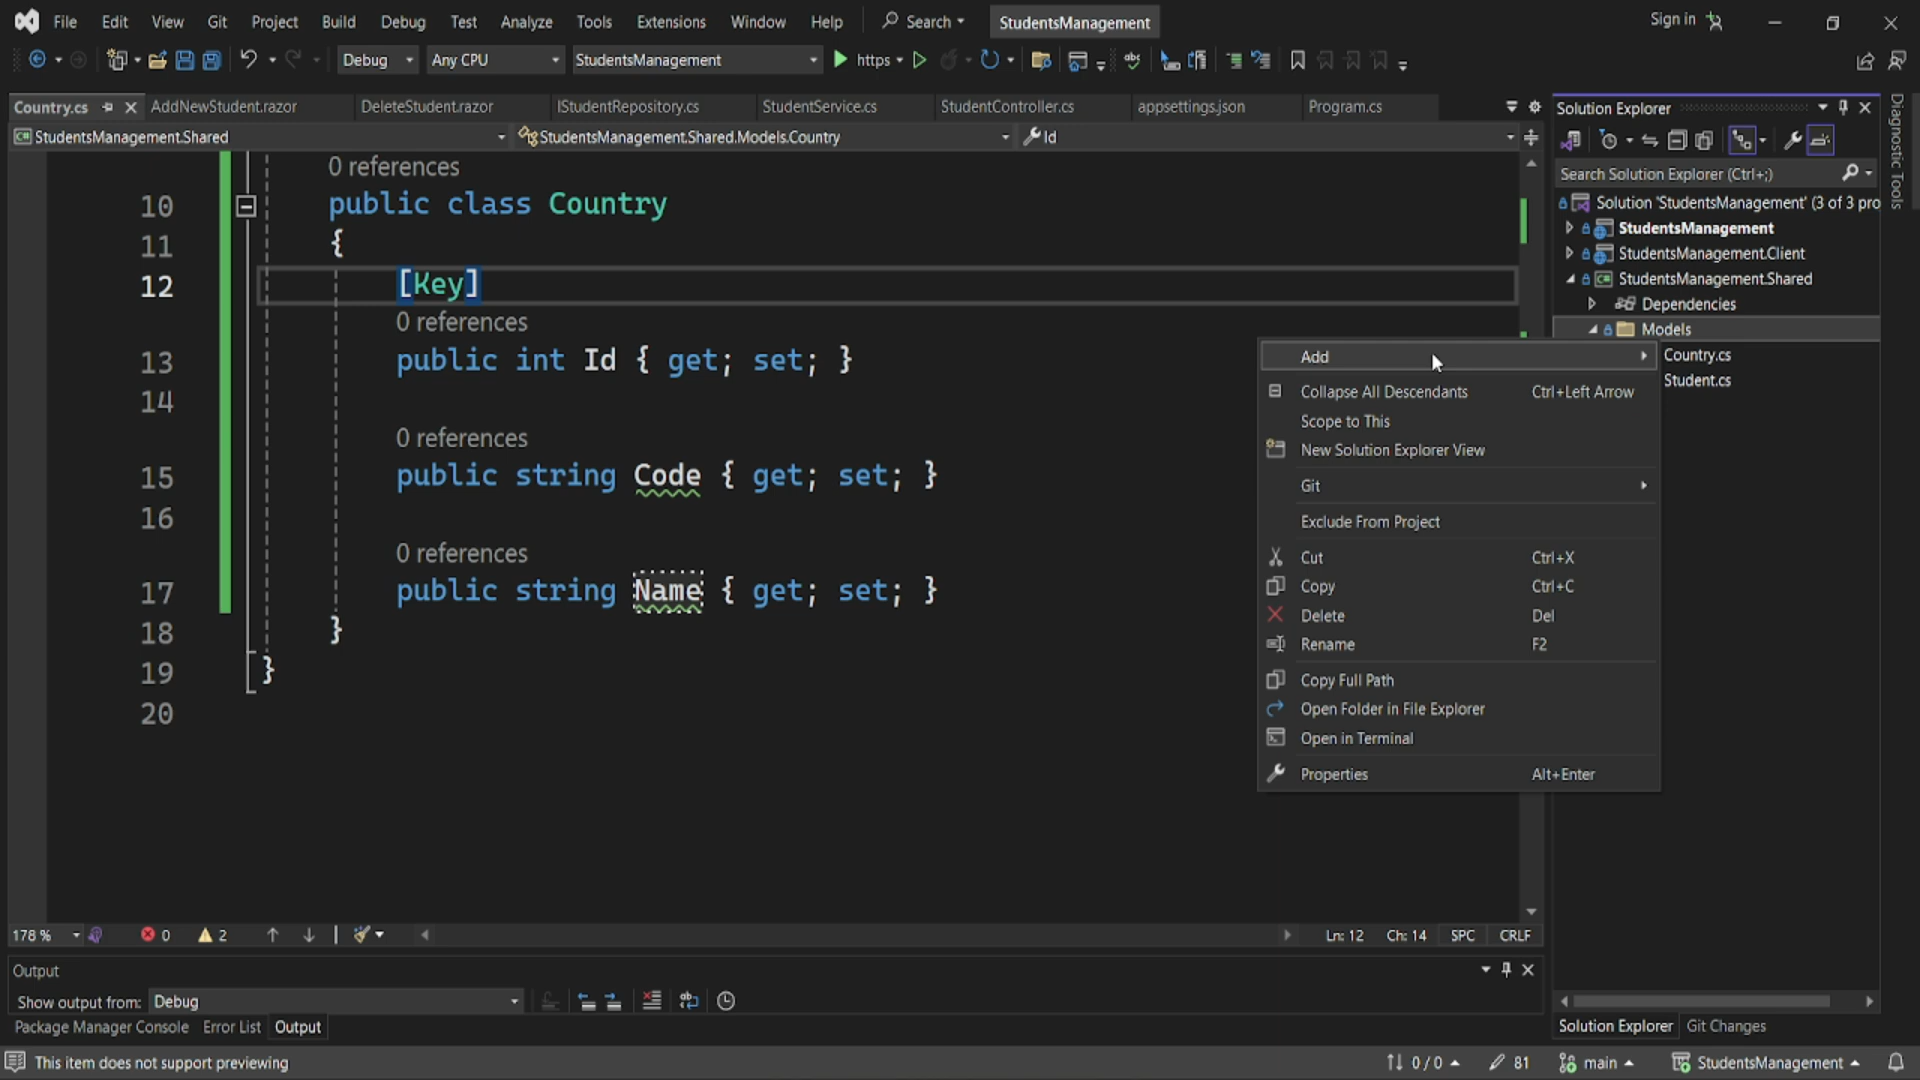 File Edit View Git Project Build Debug Test Analyze Tools Extensions Window Help Search StudentsManagement Sign in
Debug Any CPU StudentsManagement https
Country.cs AddNewStudent.razor DeleteStudent.razor IStudentRepository.cs StudentService.cs StudentController.cs appsettings.json Program.cs
StudentsManagement.Shared StudentsManagement.Shared.Models.Country Id
0 references
10 public class Country
11 {
12 [Key]
0 references
13 public int Id { get; set; }
14
0 references
15 public string Code { get; set; }
16
0 references
17 public string Name { get; set; }
18 }
19 }
20
178 % 0 2 Ln: 12 Ch: 14 SPC CRLF
Output
Show output from: Debug
Package Manager Console Error List Output
Solution Explorer
Search Solution Explorer (Ctrl+;)
Solution 'StudentsManagement' (3 of 3 pro
StudentsManagement
StudentsManagement.Client
StudentsManagement.Shared
Dependencies
Models
Country.cs
Student.cs
Add
Collapse All Descendants Ctrl+Left Arrow
Scope to This
New Solution Explorer View
Git
Exclude From Project
Cut Ctrl+X
Copy Ctrl+C
Delete Del
Rename F2
Copy Full Path
Open Folder in File Explorer
Open in Terminal
Properties Alt+Enter
Solution Explorer Git Changes
Diagnostic Tools
This item does not support previewing 0 / 0 81 main StudentsManagement